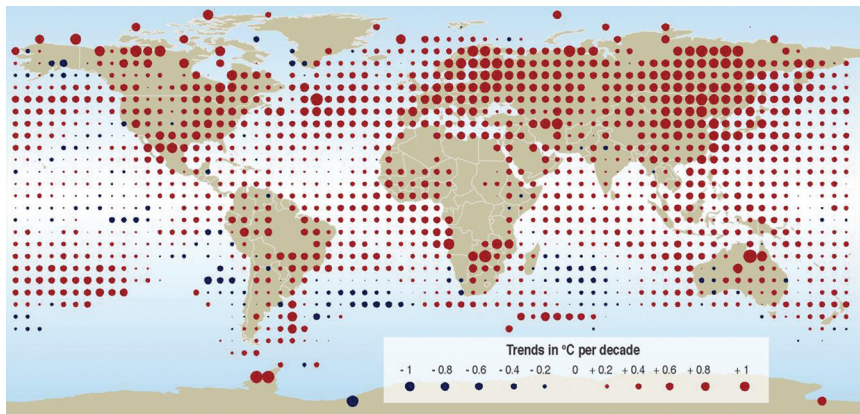 Trends in °C per decade
- 1 - 0.8 - 0.6 - 0.4 - 0.2 0 + 0.2 + 0.4 + 0.6 + 0.8 + 1